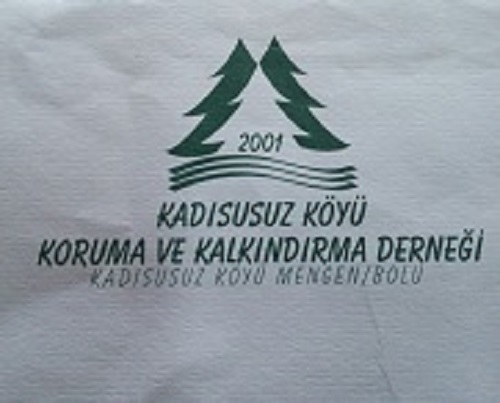 2001
KADISUSUZ KÖYÜ
KORUMA VE KALKINDIRMA DERNEĞİ
KADISUSUZ KÖYÜ MENGEN/BOLU